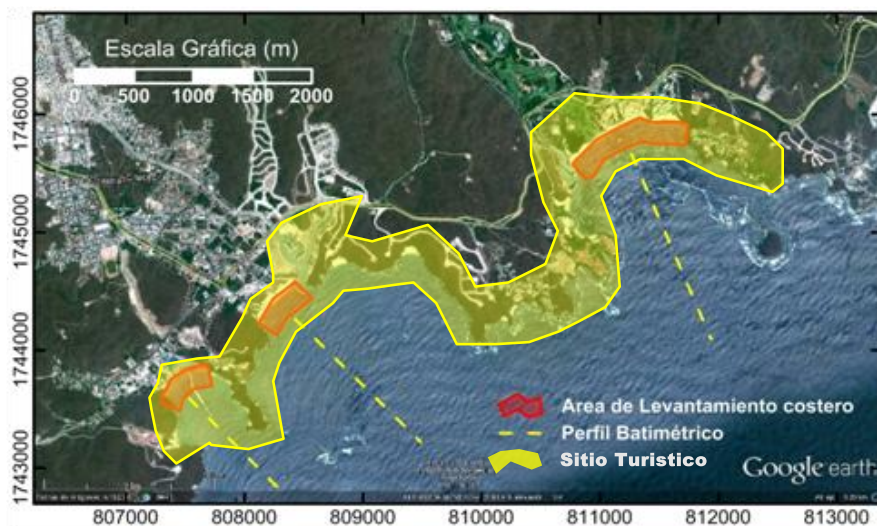 Escala Gráfica (m)
0 500 1000 1500 2000
1746000
1745000
1744000
1743000
Area de Levantamiento costero
Perfil Batimétrico
Sitio Turistico
Google earth
807000 808000 809000 810000 811000 812000 813000